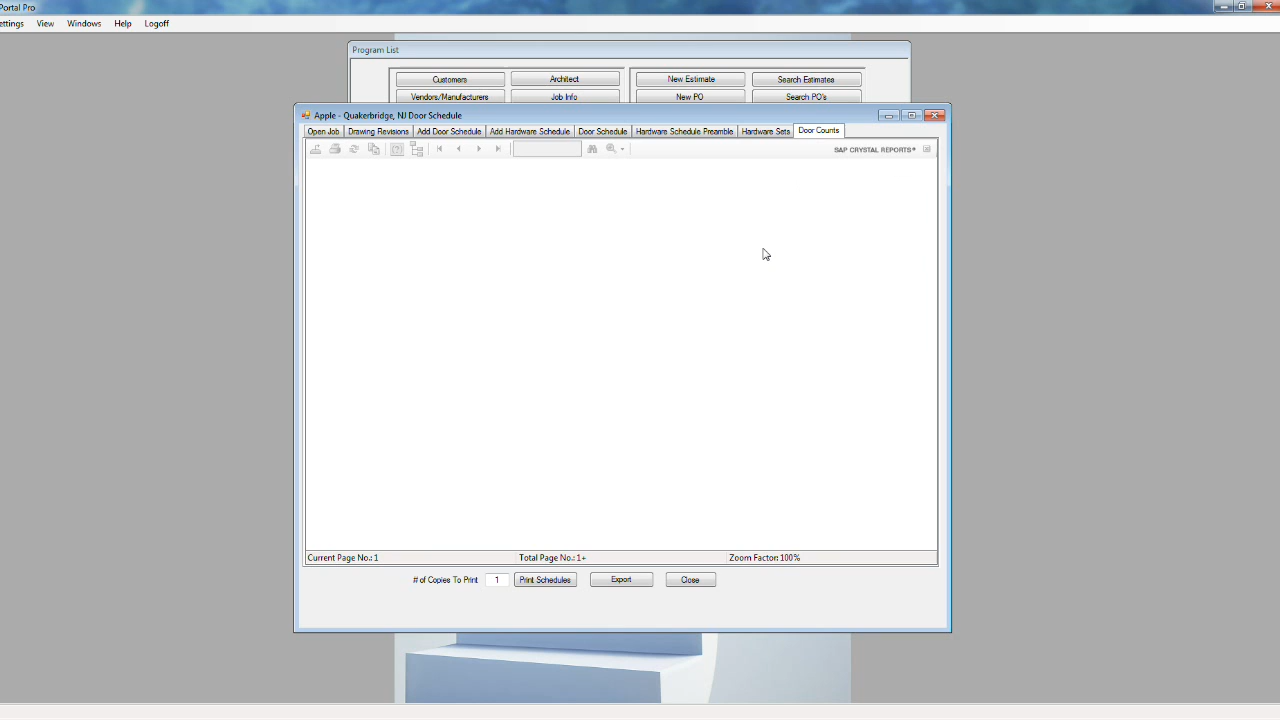 Portal Pro
ettings View Windows Help Logoff
Program List
Customers Architect New Estimate Search Estimates
Vendors/Manufacturers Job Info New PO Search PO's
Apple - Quakerbridge, NJ Door Schedule
Open Job Drawing Revisions Add Door Schedule Add Hardware Schedule Door Schedule Hardware Schedule Preamble Hardware Sets Door Counts
SAP CRYSTAL REPORTS®
Current Page No.: 1 Total Page No.: 1+ Zoom Factor: 100%
# of Copies To Print 1 Print Schedules Export Close